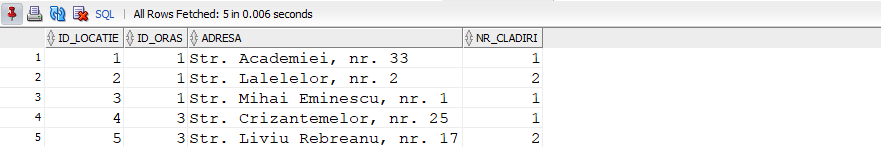 SQL | All Rows Fetched: 5 in 0.006 seconds
ID_LOCATIE ID_ORAS ADRESA NR_CLADIRI
1 1 1 Str. Academiei, nr. 33 1
2 2 1 Str. Lalelelor, nr. 2 2
3 3 1 Str. Mihai Eminescu, nr. 1 1
4 4 3 Str. Crizantemelor, nr. 25 1
5 5 3 Str. Liviu Rebreanu, nr. 17 2